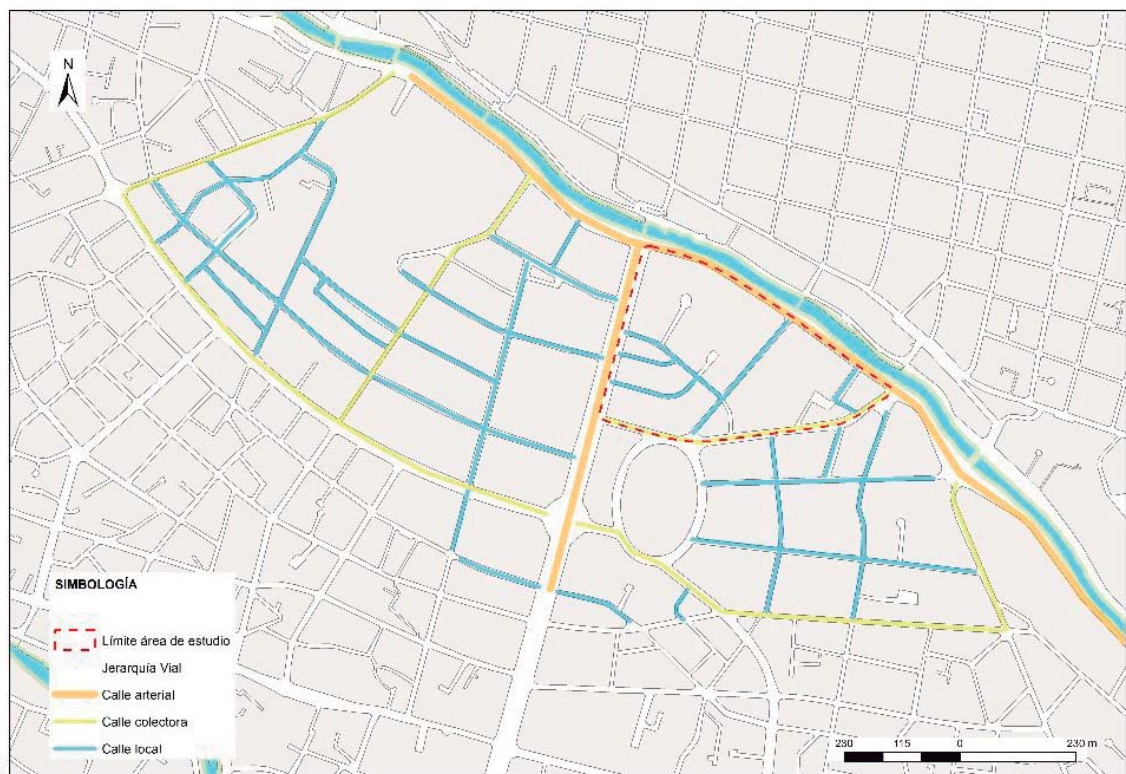 N
SIMBOLOGÍA
Límite área de estudio
Jerarquía Vial
Calle arterial
Calle colectora
Calle local
230 115 0 230 m